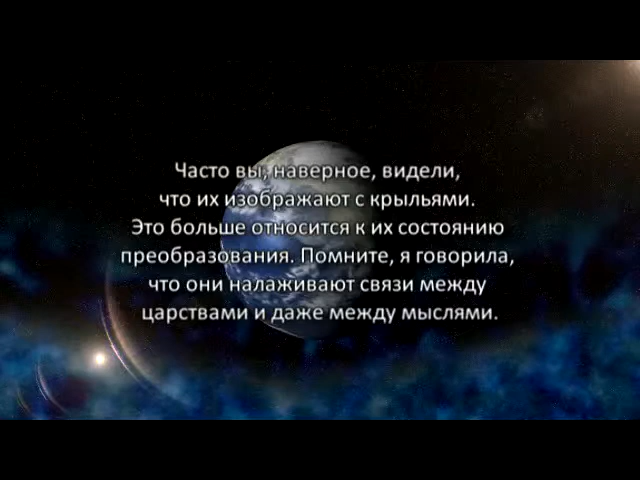 Часто вы, наверное, видели,
что их изображают с крыльями.
Это больше относится к их состоянию
преобразования. Помните, я говорила,
что они налаживают связи между
царствами и даже между мыслями.